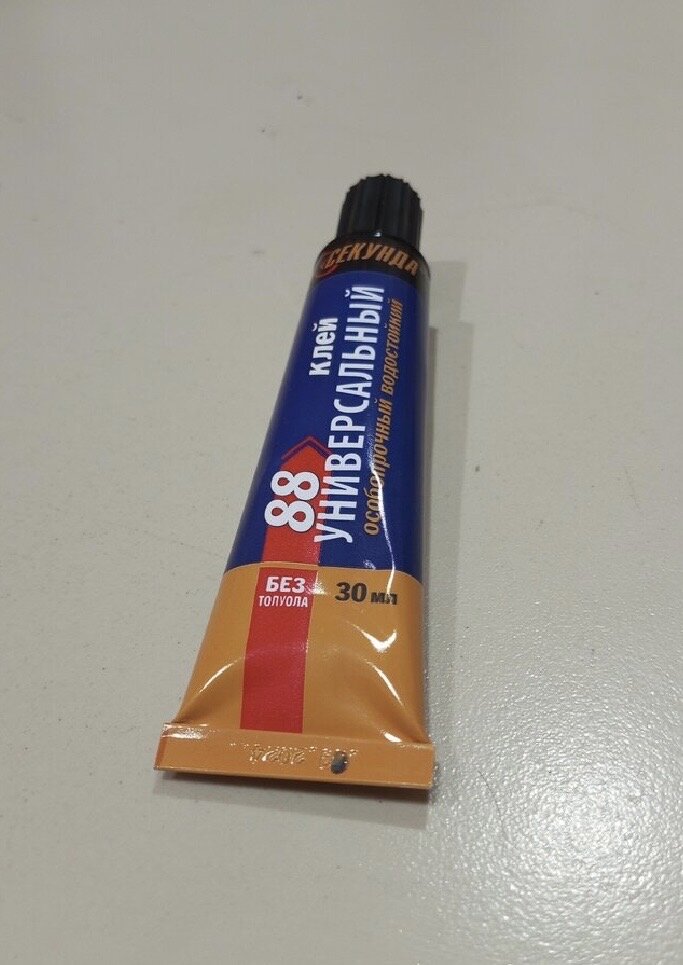 СЕКУНДА
88
Клей
УНИВЕРСАЛЬНЫЙ
особопрочный водостойкий
БЕЗ
ТОЛУОЛА
30 мл